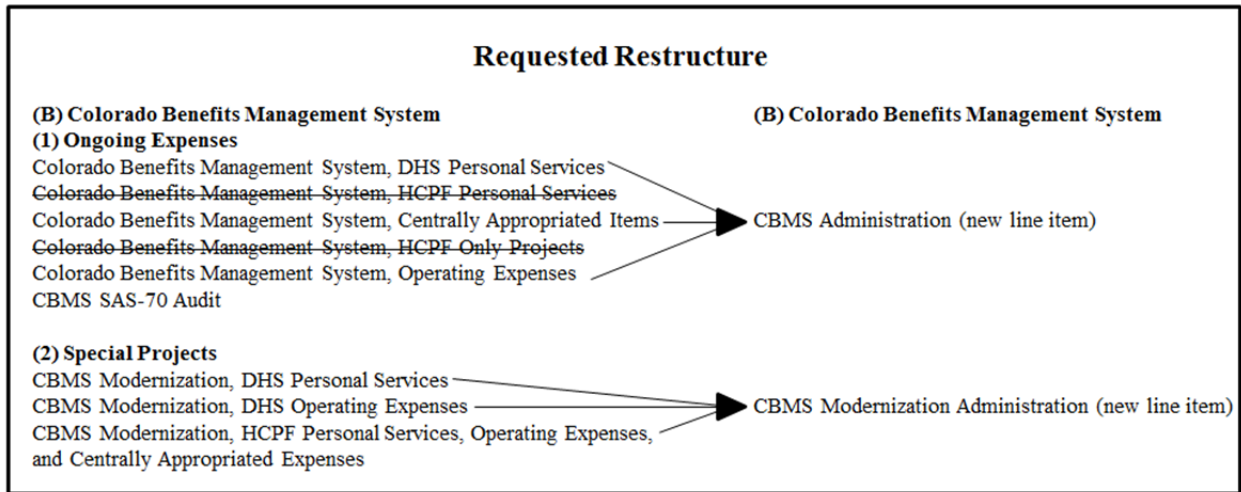 Requested Restructure
(B) Colorado Benefits Management System
(1) Ongoing Expenses
Colorado Benefits Management System, DHS Personal Services
Colorado Benefits Management System, HCPF Personal Services
Colorado Benefits Management System, Centrally Appropriated Items
Colorado Benefits Management System, HCPF Only Projects
Colorado Benefits Management System, Operating Expenses
CBMS SAS-70 Audit
(2) Special Projects
CBMS Modernization, DHS Personal Services
CBMS Modernization, DHS Operating Expenses
CBMS Modernization, HCPF Personal Services, Operating Expenses,
and Centrally Appropriated Expenses
(B) Colorado Benefits Management System
CBMS Administration (new line item)
CBMS Modernization Administration (new line item)